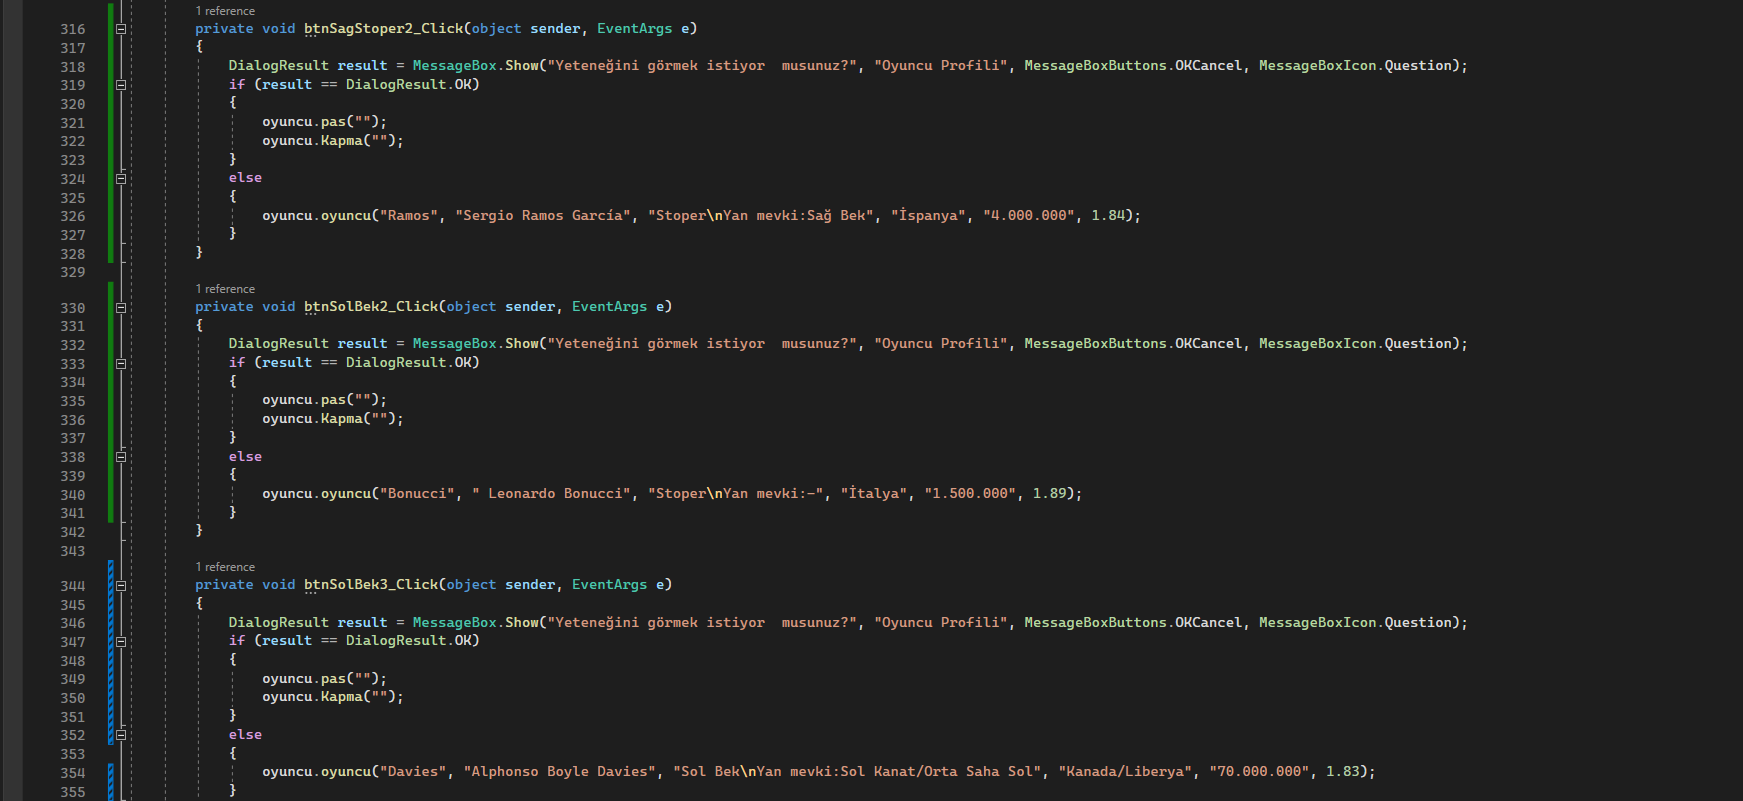 1 reference
316 private void btnSagStoper2_Click(object sender, EventArgs e)
317 {
318 DialogResult result = MessageBox.Show("Yeteneğini görmek istiyor  musunuz?", "Oyuncu Profili", MessageBoxButtons.OKCancel, MessageBoxIcon.Question);
319 if (result == DialogResult.OK)
320 {
321 oyuncu.pas("");
322 oyuncu.Kapma("");
323 }
324 else
325 {
326 oyuncu.oyuncu("Ramos", "Sergio Ramos García", "Stoper\nYan mevki:Sağ Bek", "İspanya", "4.000.000", 1.84);
327 }
328 }
329
1 reference
330 private void btnSolBek2_Click(object sender, EventArgs e)
331 {
332 DialogResult result = MessageBox.Show("Yeteneğini görmek istiyor  musunuz?", "Oyuncu Profili", MessageBoxButtons.OKCancel, MessageBoxIcon.Question);
333 if (result == DialogResult.OK)
334 {
335 oyuncu.pas("");
336 oyuncu.Kapma("");
337 }
338 else
339 {
340 oyuncu.oyuncu("Bonucci", " Leonardo Bonucci", "Stoper\nYan mevki:-", "İtalya", "1.500.000", 1.89);
341 }
342 }
343
1 reference
344 private void btnSolBek3_Click(object sender, EventArgs e)
345 {
346 DialogResult result = MessageBox.Show("Yeteneğini görmek istiyor  musunuz?", "Oyuncu Profili", MessageBoxButtons.OKCancel, MessageBoxIcon.Question);
347 if (result == DialogResult.OK)
348 {
349 oyuncu.pas("");
350 oyuncu.Kapma("");
351 }
352 else
353 {
354 oyuncu.oyuncu("Davies", "Alphonso Boyle Davies", "Sol Bek\nYan mevki:Sol Kanat/Orta Saha Sol", "Kanada/Liberya", "70.000.000", 1.83);
355 }